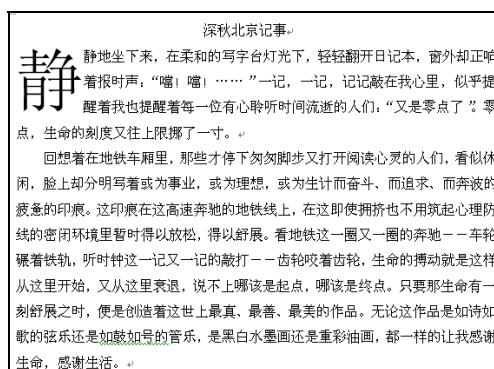 深秋北京记事
静静地坐下来，在柔和的写字台灯光下，轻轻翻开日记本，窗外却正响
着报时声：“噹！噹！……”一记，一记，记记敲在我心里，似乎提
醒着我也提醒着每一位有心聆听时间流逝的人们：“又是零点了”。零
点，生命的刻度又往上限挪了一寸。
回想着在地铁车厢里，那些才停下匆匆脚步又打开阅读心灵的人们，看似休
闲，脸上却分明写着或为事业，或为理想，或为生计而奋斗、而追求、而奔波的
疲惫的印痕。这印痕在这高速奔驰的地铁线上，在这即使拥挤也不用筑起心理防
线的密闭环境里暂时得以放松，得以舒展。看地铁这一圈又一圈的奔驰－－车轮
碾着铁轨，听时钟这一记又一记的敲打－－齿轮咬着齿轮，生命的搏动就是这样
从这里开始，又从这里衰退，说不上哪该是起点，哪该是终点。只要那生命有一
刻舒展之时，便是创造着这世上最真、最善、最美的作品。无论这作品是如诗如
歌的弦乐还是如鼓如号的管乐，是黑白水墨画还是重彩油画，都一样的让我感谢
生命，感谢生活。